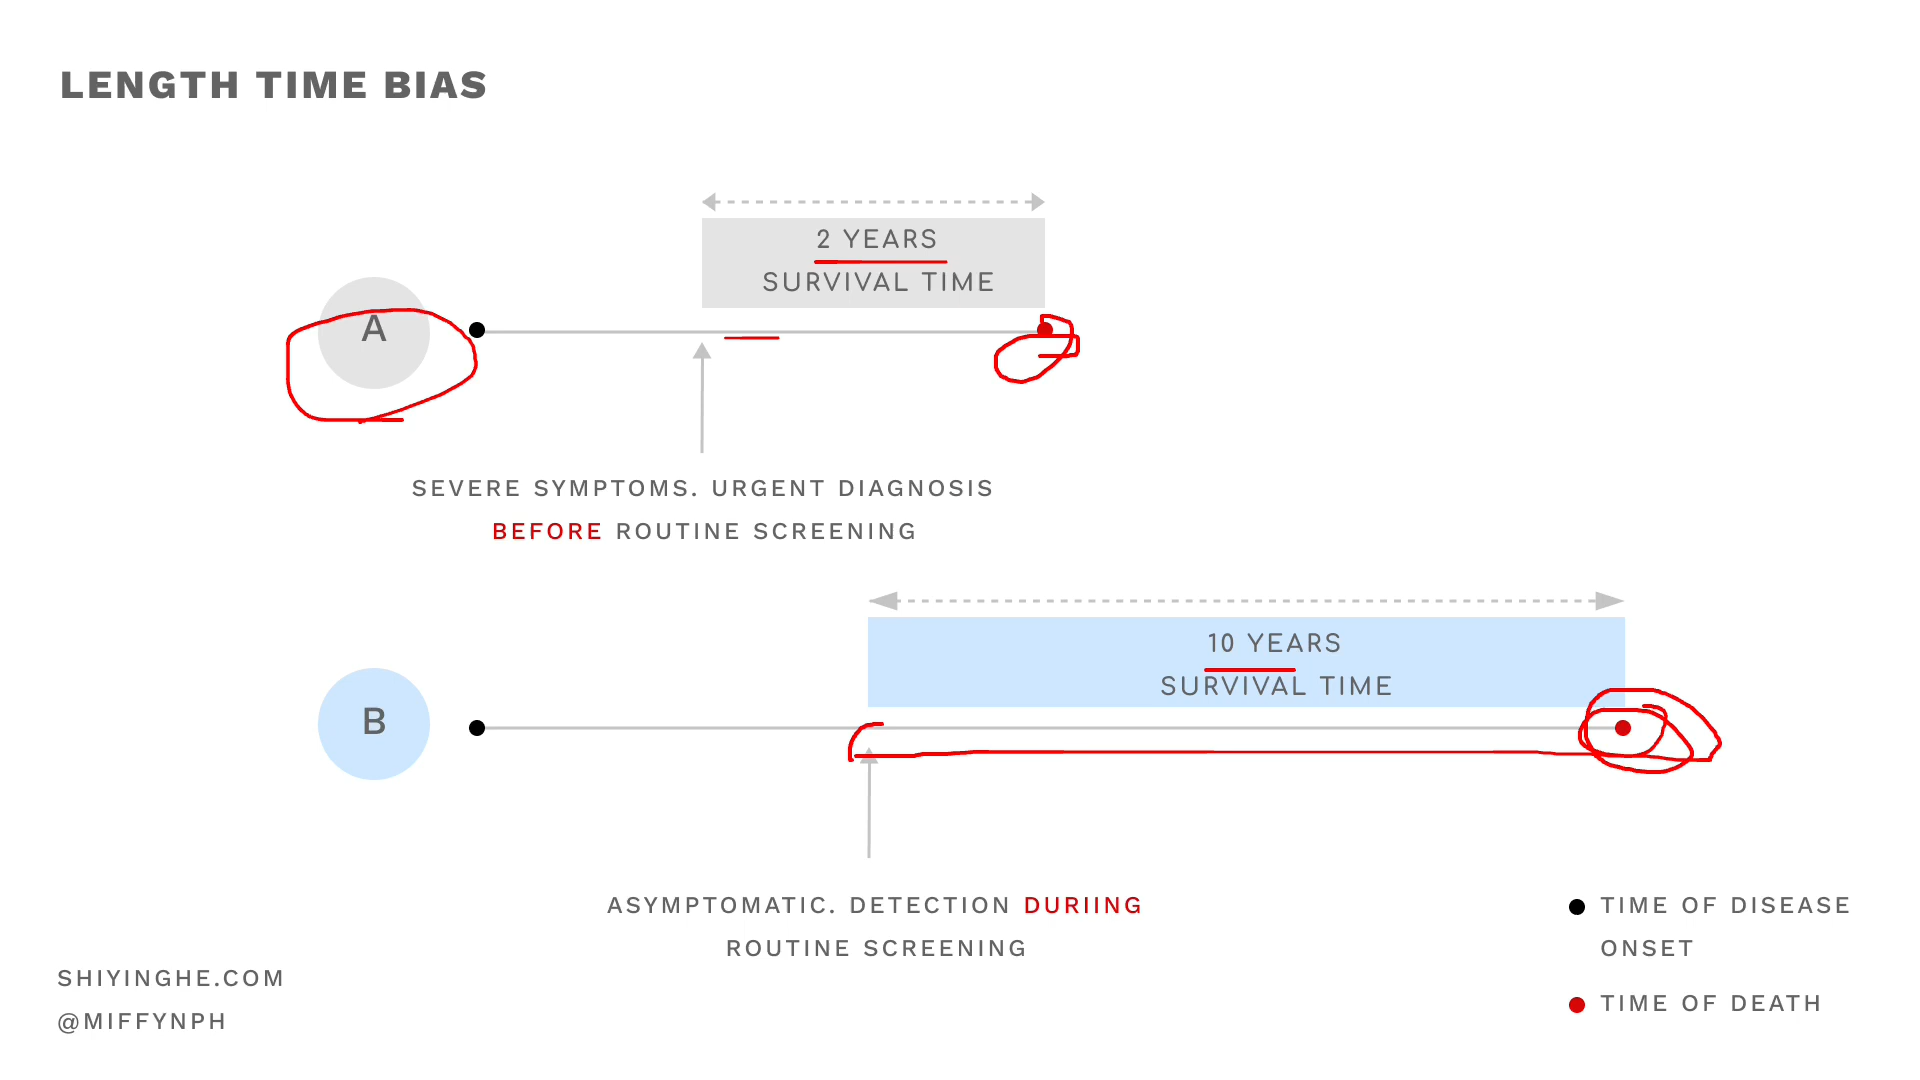 LENGTH TIME BIAS
2 YEARS
SURVIVAL TIME
A
SEVERE SYMPTOMS. URGENT DIAGNOSIS
BEFORE ROUTINE SCREENING
10 YEARS
SURVIVAL TIME
B
ASYMPTOMATIC. DETECTION DURIING
ROUTINE SCREENING
TIME OF DISEASE
ONSET
TIME OF DEATH
SHIYINGHE.COM
@MIFFYNPH